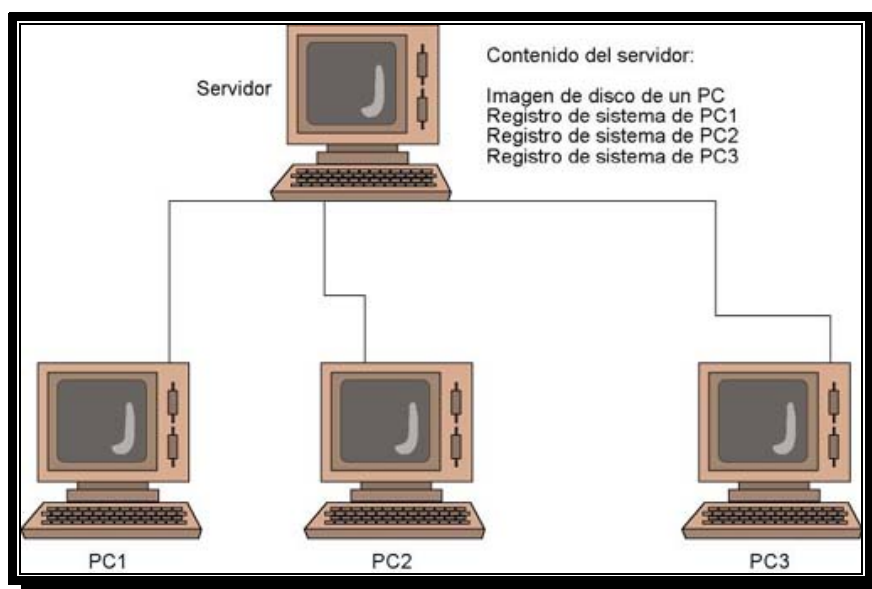 Servidor
Contenido del servidor:
Imagen de disco de un PC
Registro de sistema de PC1
Registro de sistema de PC2
Registro de sistema de PC3
PC1
PC2
PC3